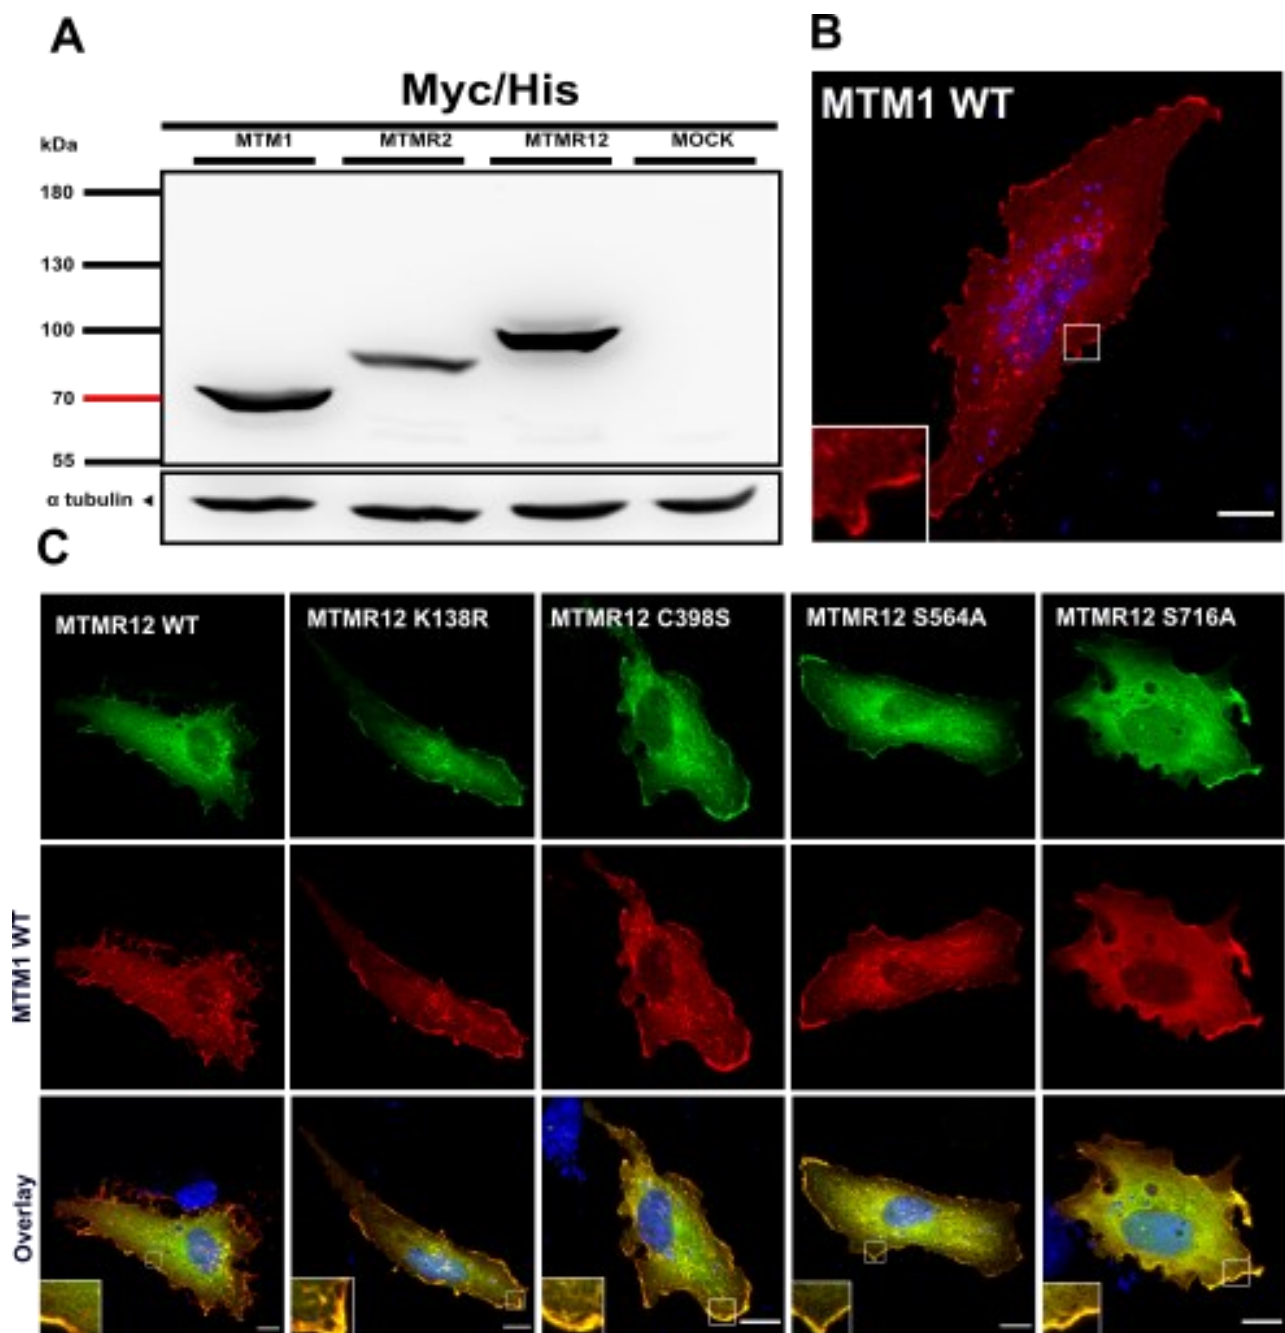 A
Myc/His
kDa
MTM1 MTMR2 MTMR12 MOCK
180
130
100
70
55
α tubulin
B
MTM1 WT
C
MTMR12 WT MTMR12 K138R MTMR12 C398S MTMR12 S564A MTMR12 S716A
MTM1 WT
Overlay